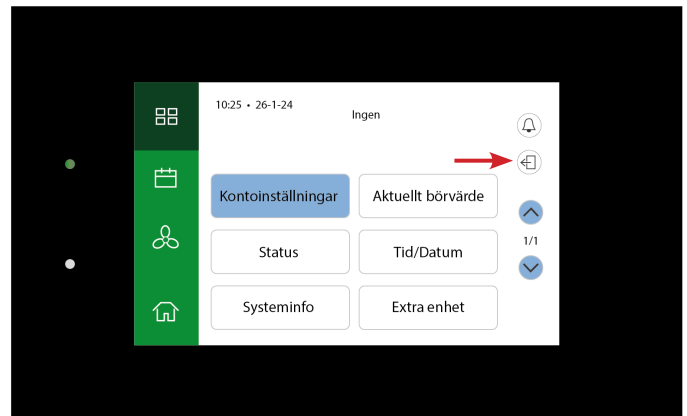 10:25 • 26-1-24
Ingen
Kontoinställningar
Aktuellt börvärde
Status
Tid/Datum
1/1
Systeminfo
Extra enhet